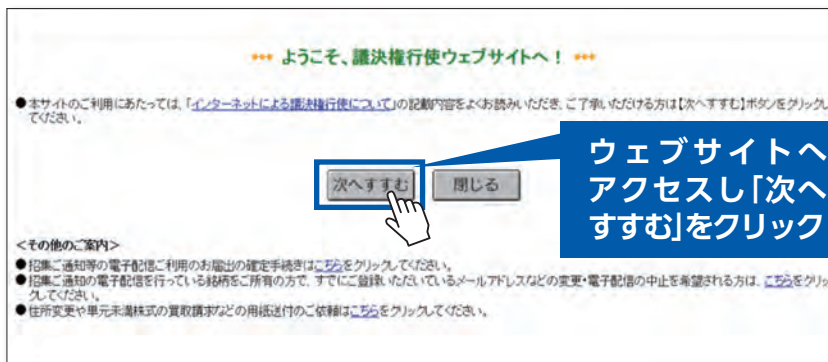 *** ようこそ、議決権行使ウェブサイトへ! ***
●本サイトのご利用にあたっては、「インターネットによる議決権行使について」の記載内容をよくお読みいただき、ご了承いただける方は【次へすすむ】ボタンをクリックし
てください。
次へすすむ 閉じる
ウェブサイトへ
アクセスし「次へ
すすむ」をクリック
<その他のご案内>
●招集ご通知等の電子配信ご利用のお届出の確定手続きはこちらをクリックしてください。
●招集ご通知の電子配信を行っている銘柄をご所有の方で、すでにご登録いただいているメールアドレスなどの変更・電子配信の中止を希望される方は、こちらをクリッ
クしてください。
●住所変更や単元未満株式の買取請求などの用紙送付のご依頼はこちらをクリックしてください。